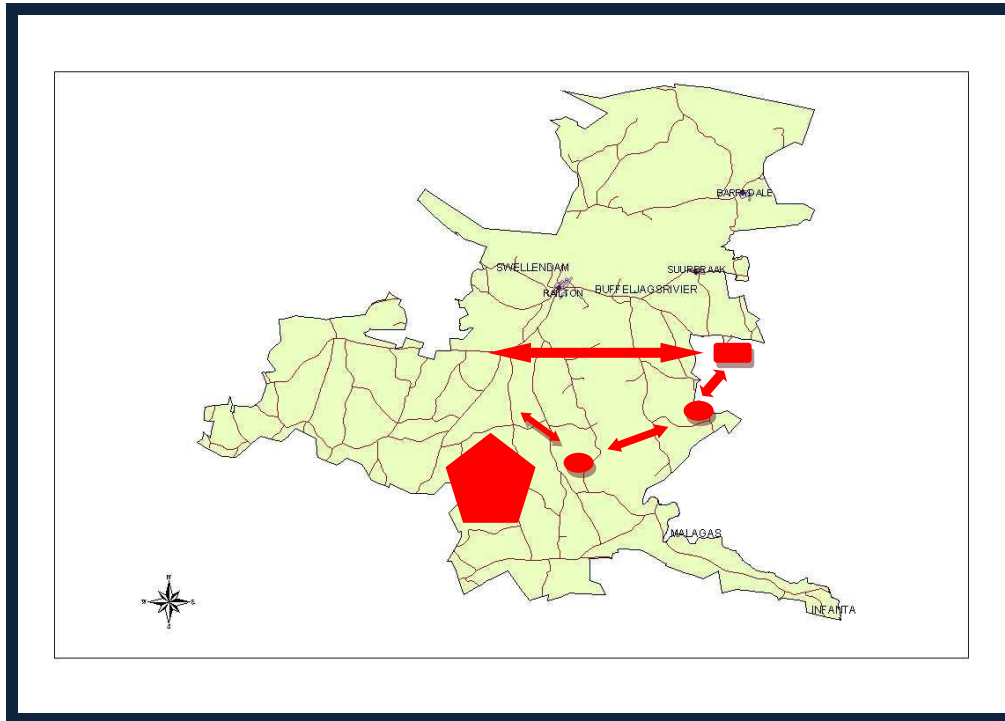 BARRYDALE
SWELLENDAM
SUURBRAAK
RAILTON
BUFFELJAGSRIVIER
MALAGAS
INFANTA
N
W
E
S